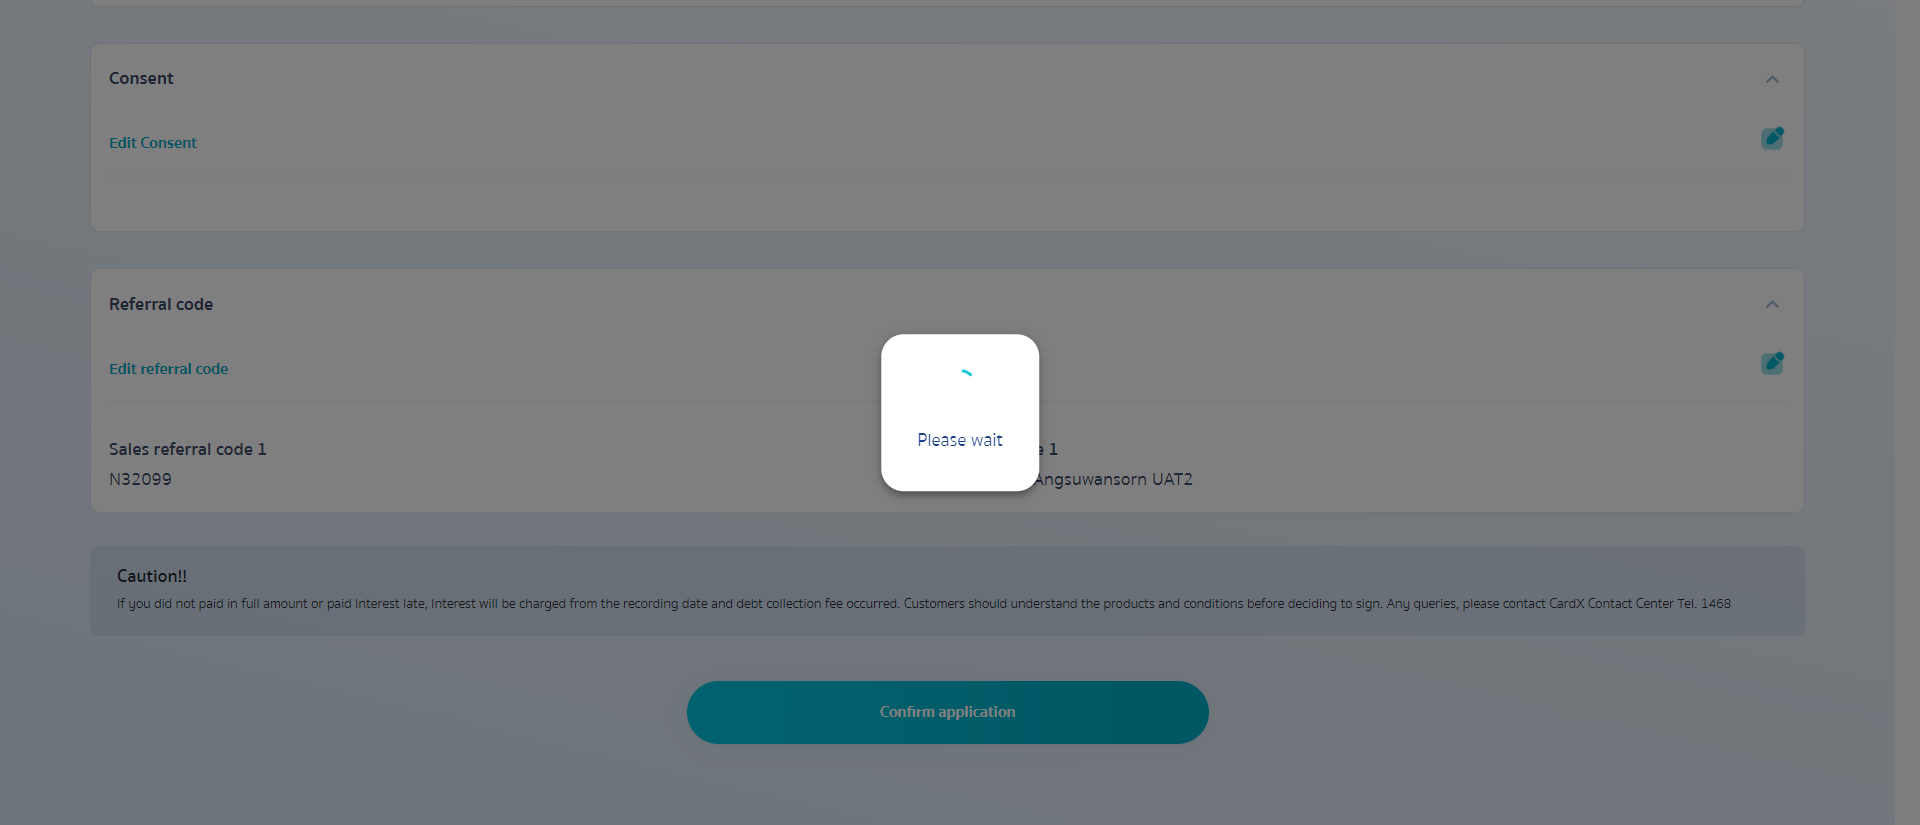 Consent
Edit Consent
Referral code
Edit referral code
Please wait
Sales referral code 1
e 1
N32099
Angsuwansorn UAT2
Caution!!
If you did not paid in full amount or paid Interest late, Interest will be charged from the recording date and debt collection fee occurred. Customers should understand the products and conditions before deciding to sign. Any queries, please contact CardX Contact Center Tel. 1468
Confirm application